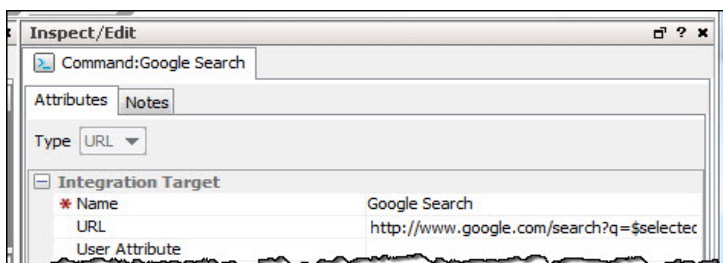 Inspect/Edit
Command:Google Search
Attributes Notes
Type URL
Integration Target
* Name Google Search
URL http://www.google.com/search?q=$selectec
User Attribute